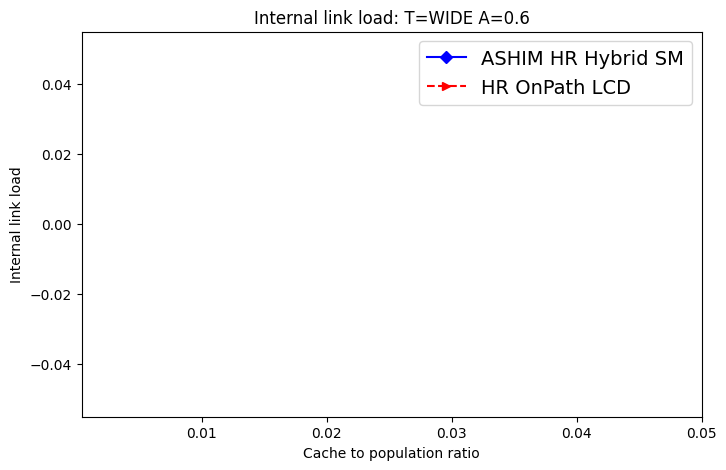 Internal link load: T=WIDE A=0.6
ASHIM HR Hybrid SM
HR OnPath LCD
Internal link load
0.04
0.02
0.00
−0.02
−0.04
0.01
0.02
0.03
0.04
0.05
Cache to population ratio